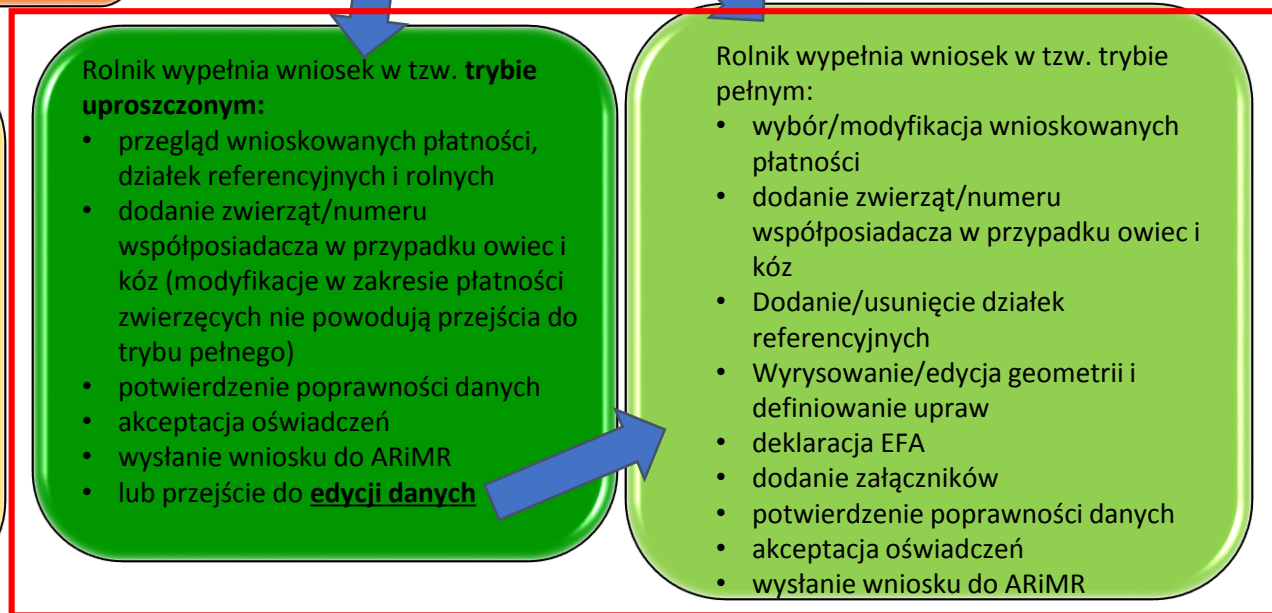 Rolnik wypełnia wniosek w tzw. trybie
uproszczonym:
• przegląd wnioskowanych płatności,
działek referencyjnych i rolnych
• dodanie zwierząt/numeru
współposiadacza w przypadku owiec i
kóz (modyfikacje w zakresie płatności
zwierzęcych nie powodują przejścia do
trybu pełnego)
• potwierdzenie poprawności danych
• akceptacja oświadczeń
• wysłanie wniosku do ARiMR
• lub przejście do edycji danych
Rolnik wypełnia wniosek w tzw. trybie
pełnym:
• wybór/modyfikacja wnioskowanych
płatności
• dodanie zwierząt/numeru
współposiadacza w przypadku owiec i
kóz
• Dodanie/usunięcie działek
referencyjnych
• Wyrysowanie/edycja geometrii i
definiowanie upraw
• deklaracja EFA
• dodanie załączników
• potwierdzenie poprawności danych
• akceptacja oświadczeń
• wysłanie wniosku do ARiMR